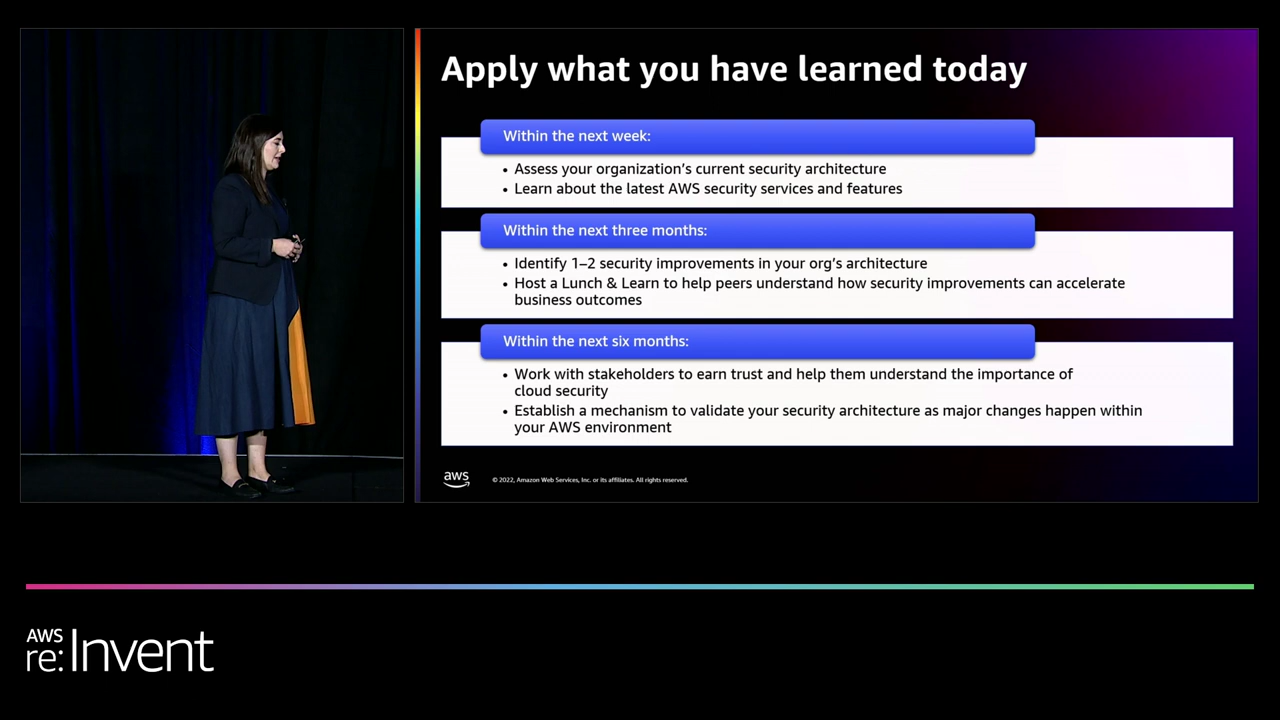 Apply what you have learned today
Within the next week:
• Assess your organization’s current security architecture
• Learn about the latest AWS security services and features
Within the next three months:
• Identify 1–2 security improvements in your org’s architecture
• Host a Lunch & Learn to help peers understand how security improvements can accelerate
business outcomes
Within the next six months:
• Work with stakeholders to earn trust and help them understand the importance of
cloud security
• Establish a mechanism to validate your security architecture as major changes happen within
your AWS environment
aws
© 2022, Amazon Web Services, Inc. or its affiliates. All rights reserved.
AWS
re:Invent